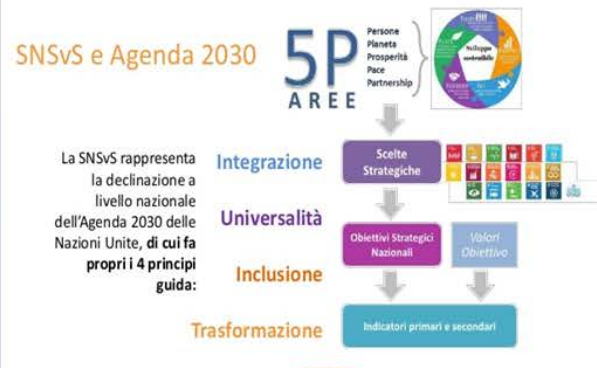 SNSvS e Agenda 2030
5P
AREE
Persone
Pianeta
Prosperità
Pace
Partnership
Sviluppo
sostenibile
La SNSvS rappresenta
la declinazione a
livello nazionale
dell'Agenda 2030 delle
Nazioni Unite, di cui fa
propri i 4 principi
guida:
Integrazione
Universalità
Inclusione
Trasformazione
Scelte
Strategiche
Obiettivi Strategici
Nazionali
Valori
Obiettivo
Indicatori primari e secondari